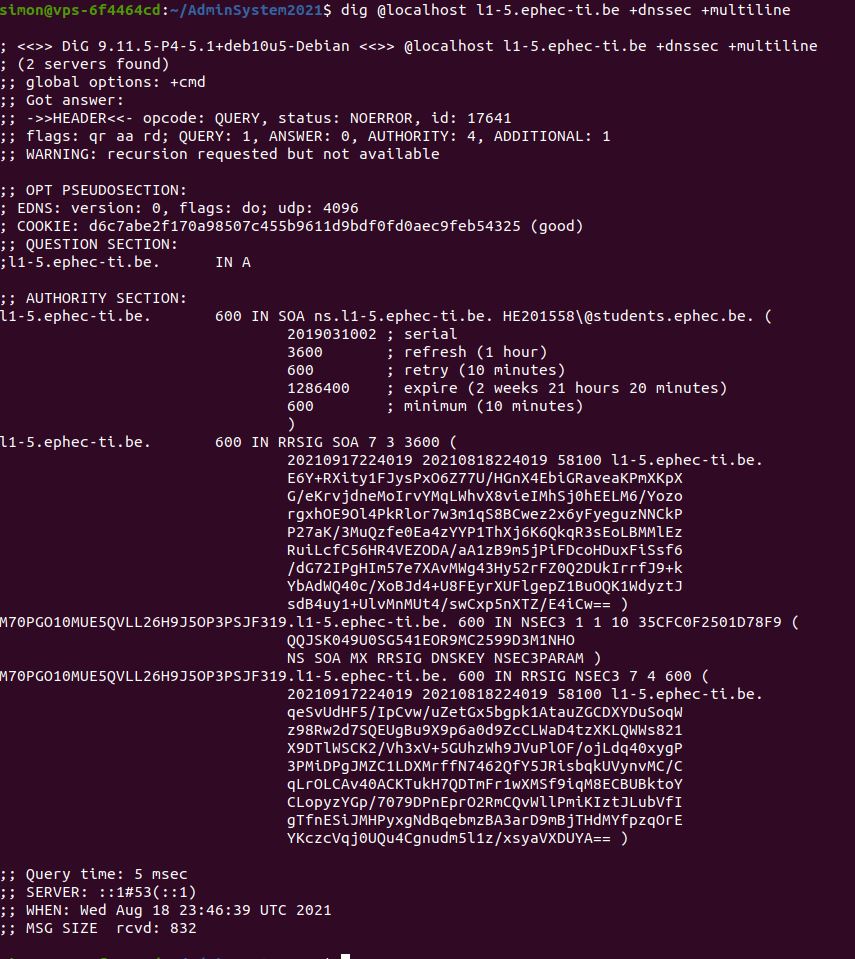 simon@vps-6f4464cd:~/AdminSystem2021$ dig @localhost l1-5.ephec-ti.be +dnssec +multiline

; <<>> DiG 9.11.5-P4-5.1+deb10u5-Debian <<>> @localhost l1-5.ephec-ti.be +dnssec +multiline
; (2 servers found)
;; global options: +cmd
;; Got answer:
;; ->>HEADER<<- opcode: QUERY, status: NOERROR, id: 17641
;; flags: qr aa rd; QUERY: 1, ANSWER: 0, AUTHORITY: 4, ADDITIONAL: 1
;; WARNING: recursion requested but not available

;; OPT PSEUDOSECTION:
; EDNS: version: 0, flags: do; udp: 4096
; COOKIE: d6c7abe2f170a98507c455b9611d9bdf0fd0aec9feb54325 (good)
;; QUESTION SECTION:
;l1-5.ephec-ti.be.      IN A

;; AUTHORITY SECTION:
l1-5.ephec-ti.be.       600 IN SOA ns.l1-5.ephec-ti.be. HE201558\@students.ephec.be. (
                                2019031002 ; serial
                                3600       ; refresh (1 hour)
                                600        ; retry (10 minutes)
                                1286400    ; expire (2 weeks 21 hours 20 minutes)
                                600        ; minimum (10 minutes)
                                )
l1-5.ephec-ti.be.       600 IN RRSIG SOA 7 3 3600 (
                                20210917224019 20210818224019 58100 l1-5.ephec-ti.be.
                                E6Y+RXity1FJysPxO6Z77U/HGnX4EbiGRaveaKPmXKpX
                                G/eKrvjdneMoIrvYMqLWhvX8vieIMhSj0hEELM6/Yozo
                                rgxhOE9Ol4PkRlor7w3m1qS8BCwez2x6yFyeguzNNCkP
                                P27aK/3MuQzfe0Ea4zYYP1ThXj6K6QkqR3sEoLBMMlEz
                                RuiLcfC56HR4VEZODA/aA1zB9m5jPiFDcoHDuxFiSsf6
                                /dG72IPgHIm57e7XAvMWg43Hy52rFZ0Q2DUkIrrfJ9+k
                                YbAdWQ40c/XoBJd4+U8FEyrXUFlgepZ1BuOQK1WdyztJ
                                sdB4uy1+UlvMnMUt4/swCxp5nXTZ/E4iCw== )
M70PGO10MUE5QVLL26H9J5OP3PSJF319.l1-5.ephec-ti.be. 600 IN NSEC3 1 1 10 35CFC0F2501D78F9 (
                                QQJSK049U0SG541EOR9MC2599D3M1NHO
                                NS SOA MX RRSIG DNSKEY NSEC3PARAM )
M70PGO10MUE5QVLL26H9J5OP3PSJF319.l1-5.ephec-ti.be. 600 IN RRSIG NSEC3 7 4 600 (
                                20210917224019 20210818224019 58100 l1-5.ephec-ti.be.
                                qeSvUdHF5/IpCvw/uZetGx5bgpk1AtauZGCDXYDuSoqW
                                z98Rw2d7SQEUgBu9X9p6a0d9ZcCLWaD4tzXKLQWWs821
                                X9DTlWSCK2/Vh3xV+5GUhzWh9JVuPlOF/ojLdq40xygP
                                3PMiDPgJMZC1LDXMrffN7462QfY5JRisbqkUVynvMC/C
                                qLrOLCAv40ACKTukH7QDTmFr1wXMSf9iqM8ECBUBktoY
                                CLopyzYGp/7079DPnEprO2RmCQvWllPmiKIztJLubVfI
                                gTfnESiJMHPyxgNdBqebmzBA3arD9mBjTHdMYfpzqOrE
                                YKczcVqj0UQu4Cgnudm5l1z/xsyaVXDUYA== )

;; Query time: 5 msec
;; SERVER: ::1#53(::1)
;; WHEN: Wed Aug 18 23:46:39 UTC 2021
;; MSG SIZE  rcvd: 832